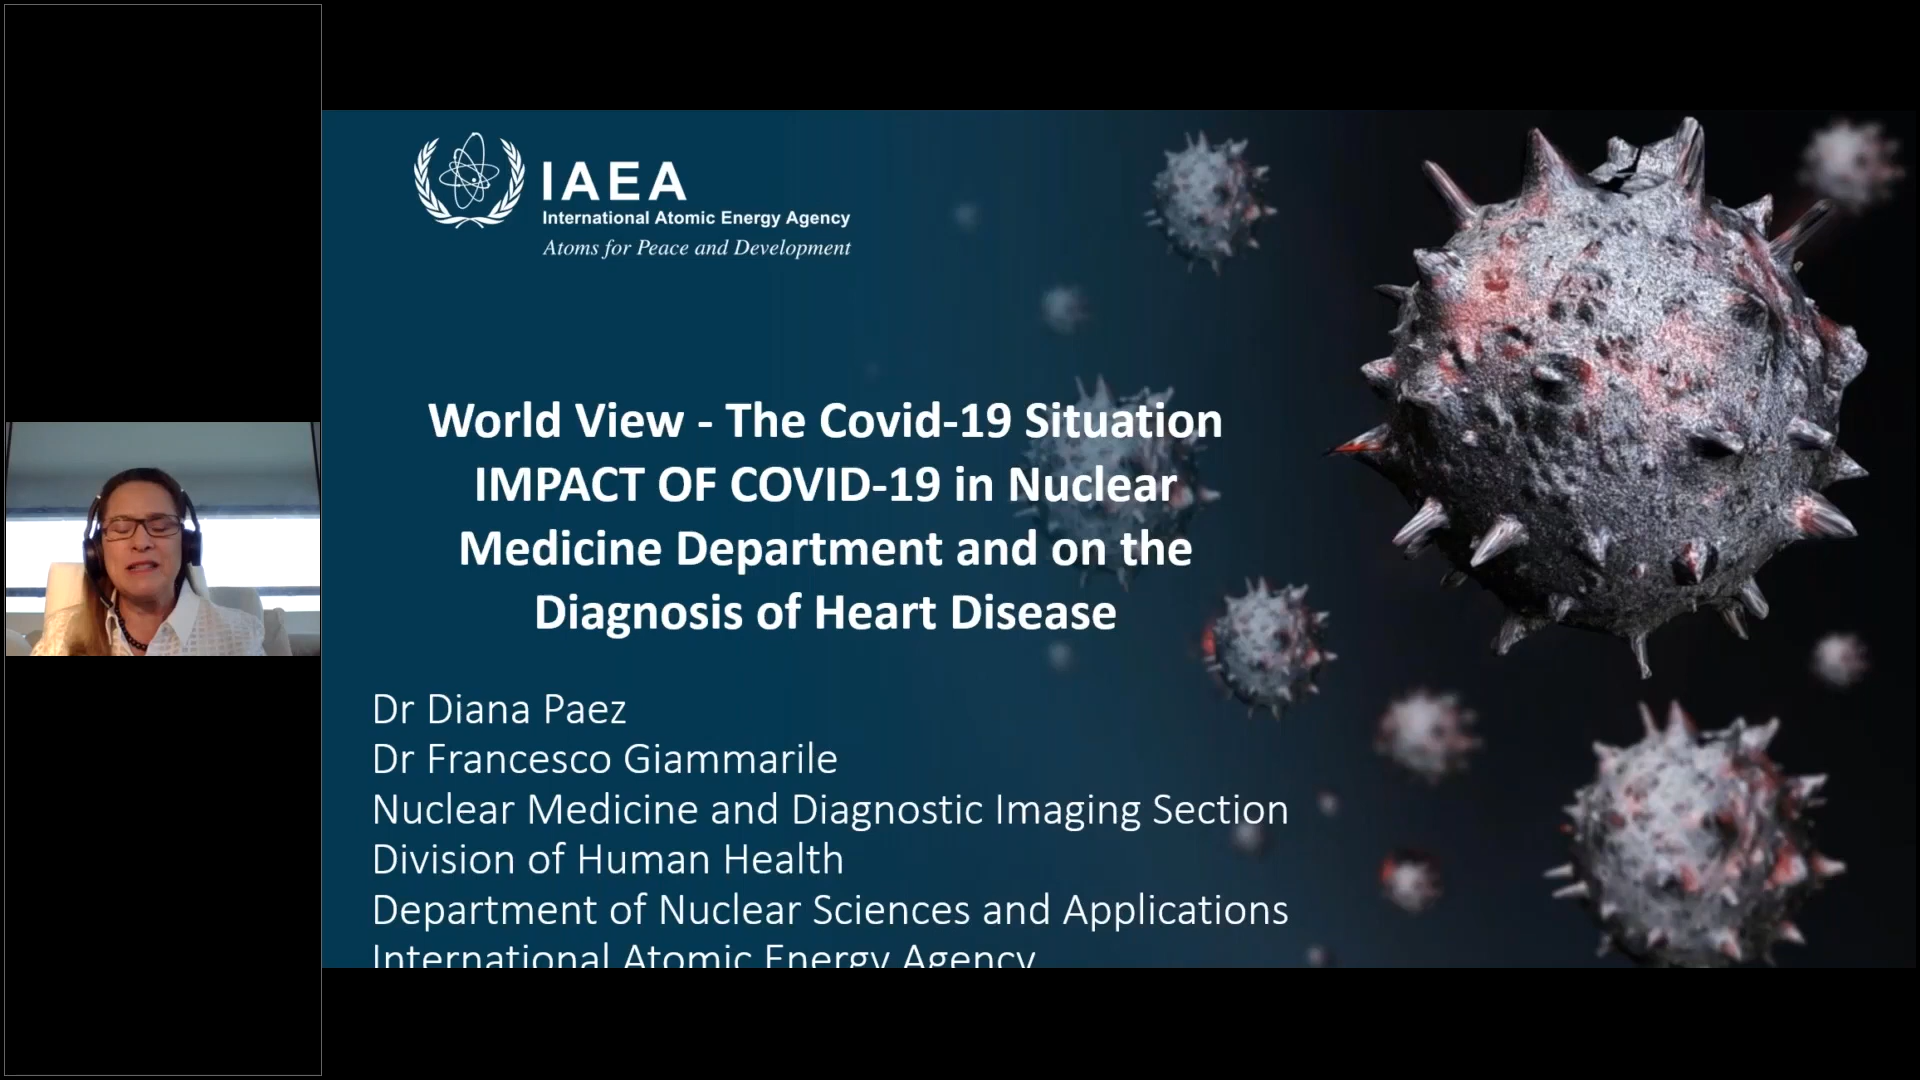 IAEA
International Atomic Energy Agency
Atoms for Peace and Development
World View - The Covid-19 Situation
IMPACT OF COVID-19 in Nuclear
Medicine Department and on the
Diagnosis of Heart Disease
Dr Diana Paez
Dr Francesco Giammarile
Nuclear Medicine and Diagnostic Imaging Section
Division of Human Health
Department of Nuclear Sciences and Applications
International Atomic Energy Agency